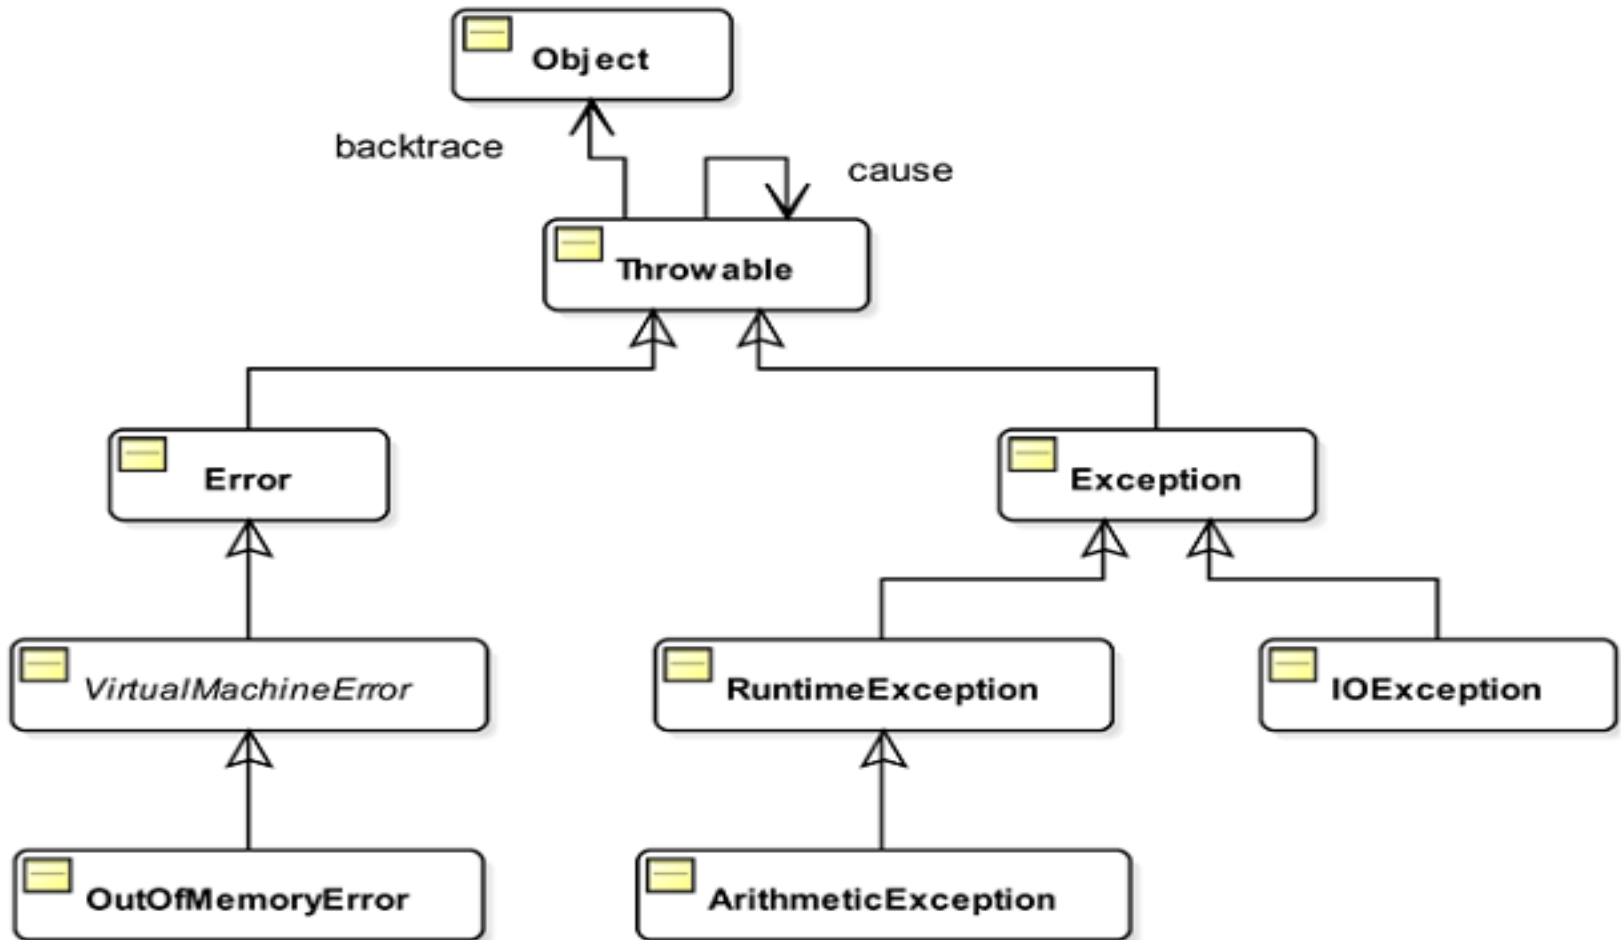 Object
backtrace
cause
Throwable
Error
Exception
VirtualMachineError
RuntimeException
IOException
OutOfMemoryError
ArithmeticException